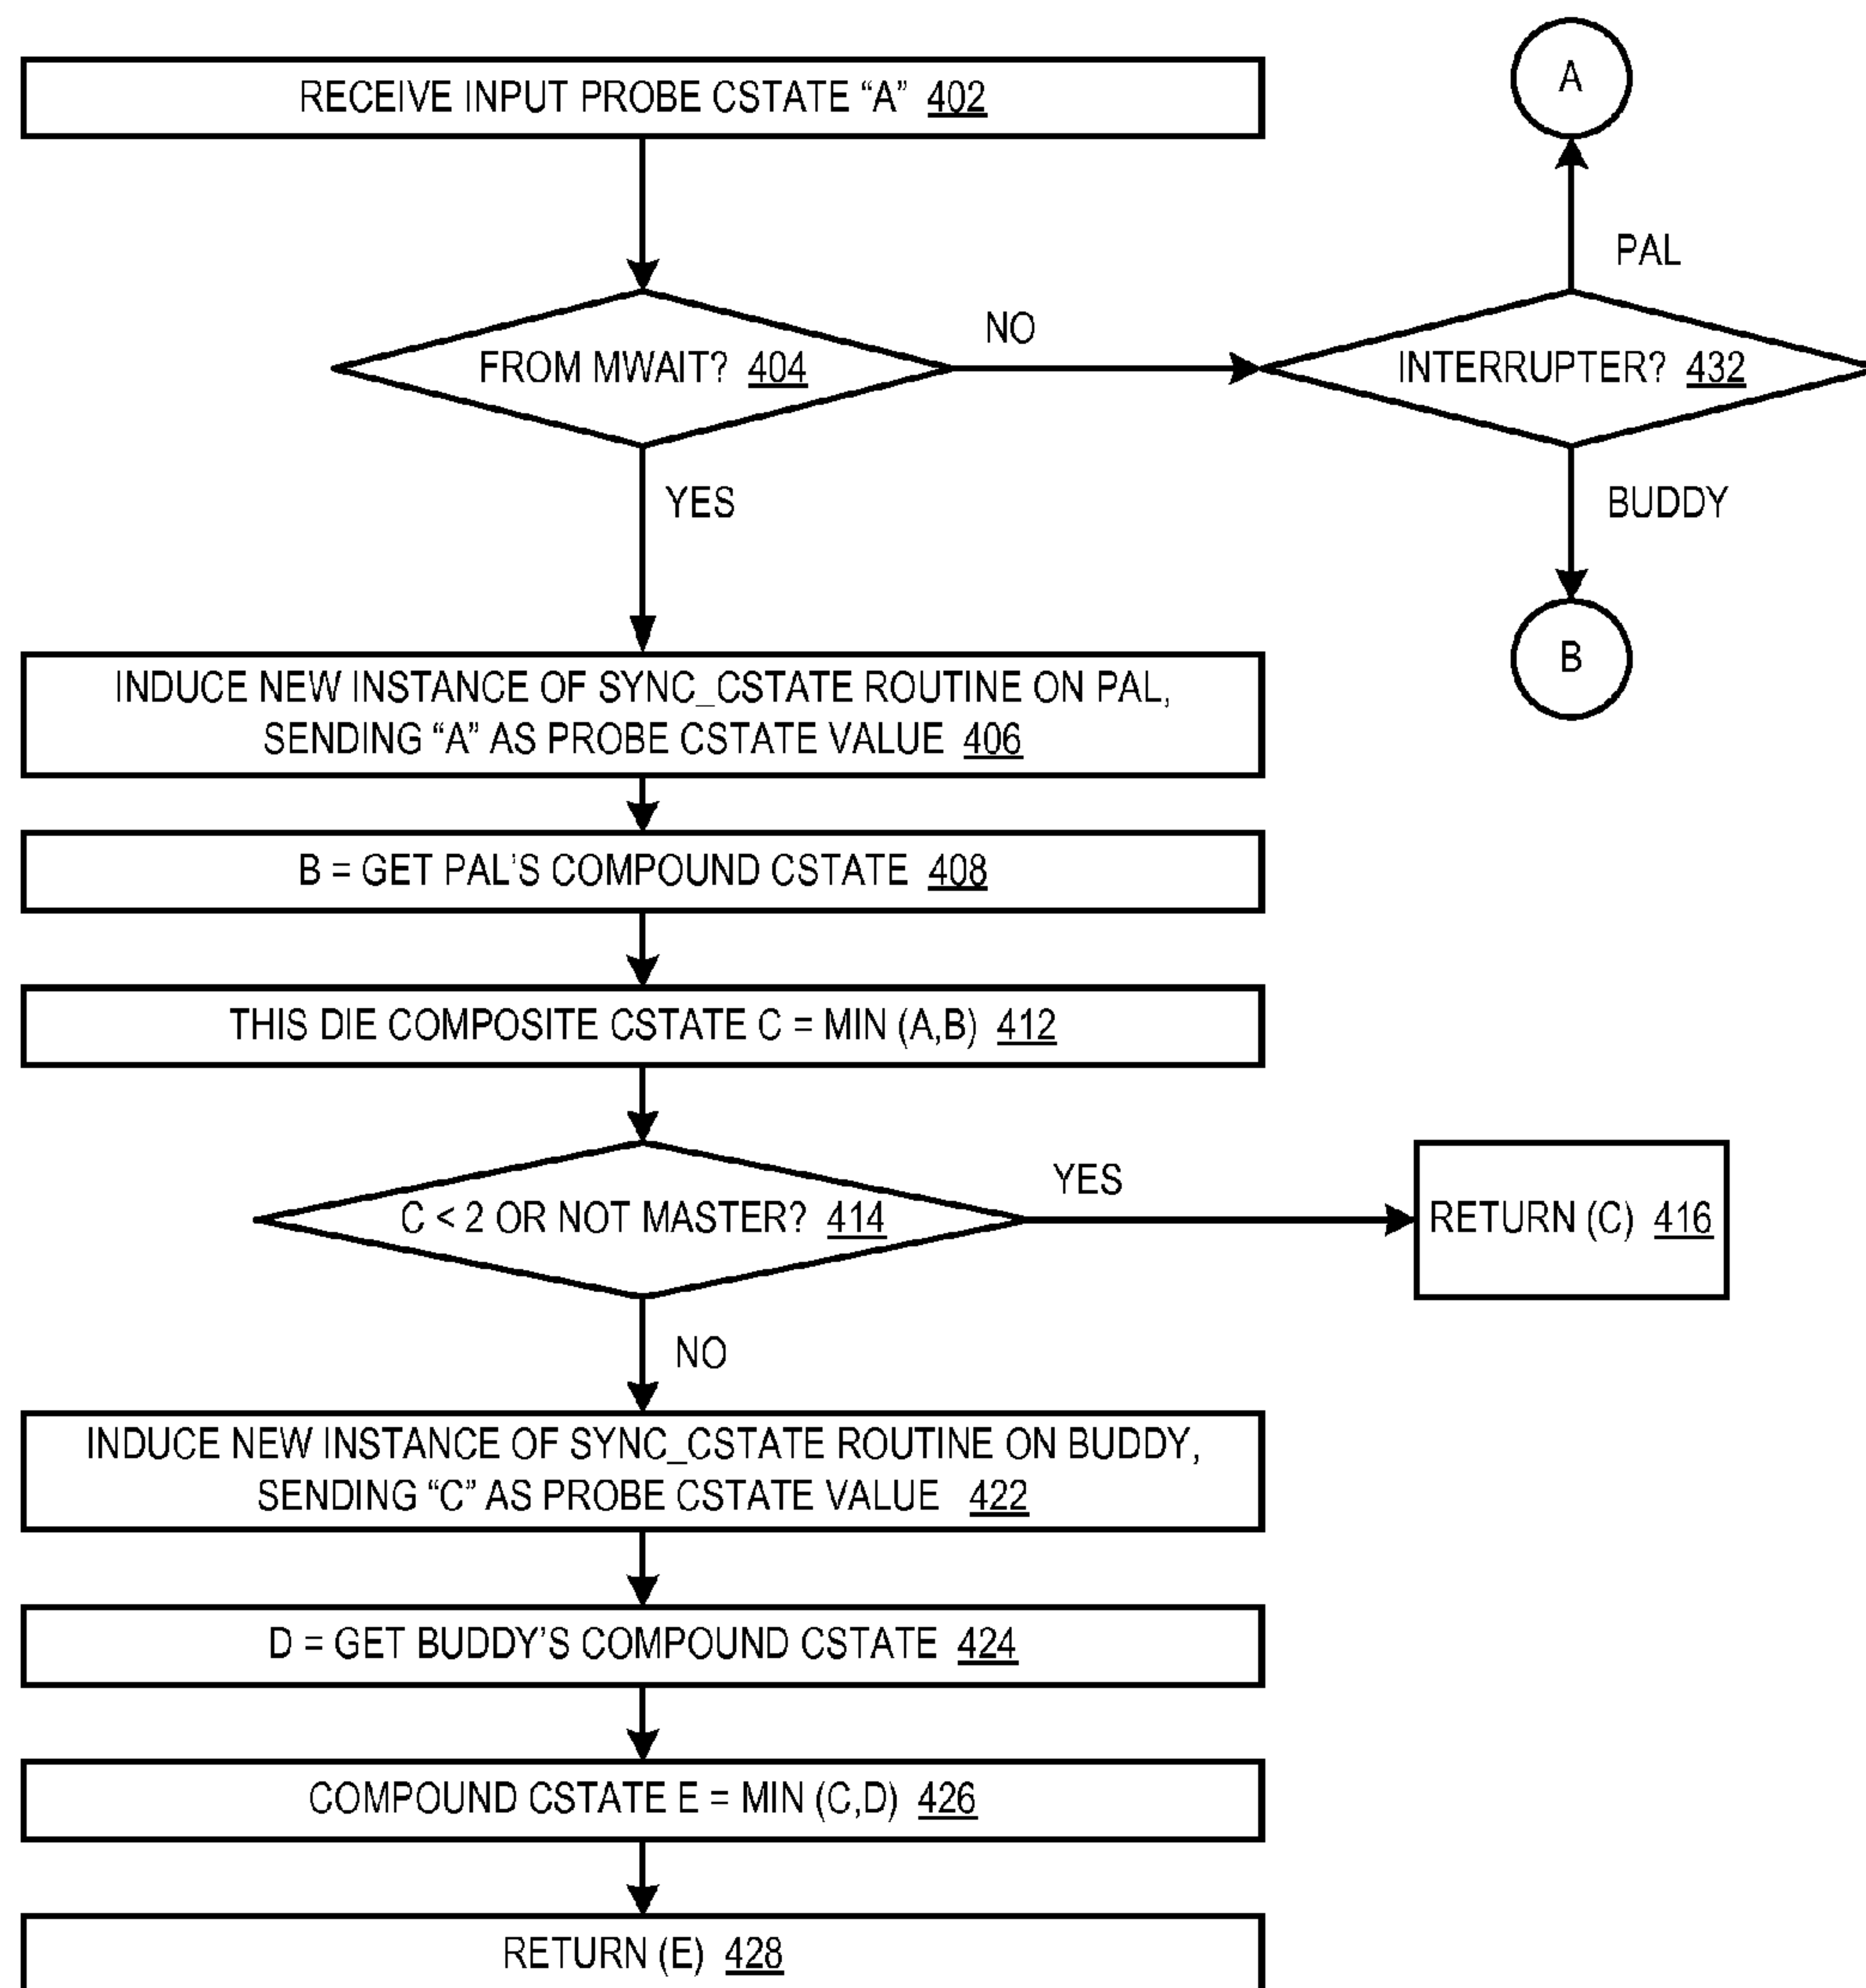 RECEIVE INPUT PROBE CSTATE “A” 402
A
PAL
FROM MWAIT? 404
NO
INTERRUPTER? 432
YES
BUDDY
B
INDUCE NEW INSTANCE OF SYNC_CSTATE ROUTINE ON PAL,
SENDING “A” AS PROBE CSTATE VALUE 406
B = GET PAL’S COMPOUND CSTATE 408
THIS DIE COMPOSITE CSTATE C = MIN (A,B) 412
C < 2 OR NOT MASTER? 414
YES
RETURN (C) 416
NO
INDUCE NEW INSTANCE OF SYNC_CSTATE ROUTINE ON BUDDY,
SENDING “C” AS PROBE CSTATE VALUE 422
D = GET BUDDY’S COMPOUND CSTATE 424
COMPOUND CSTATE E = MIN (C,D) 426
RETURN (E) 428